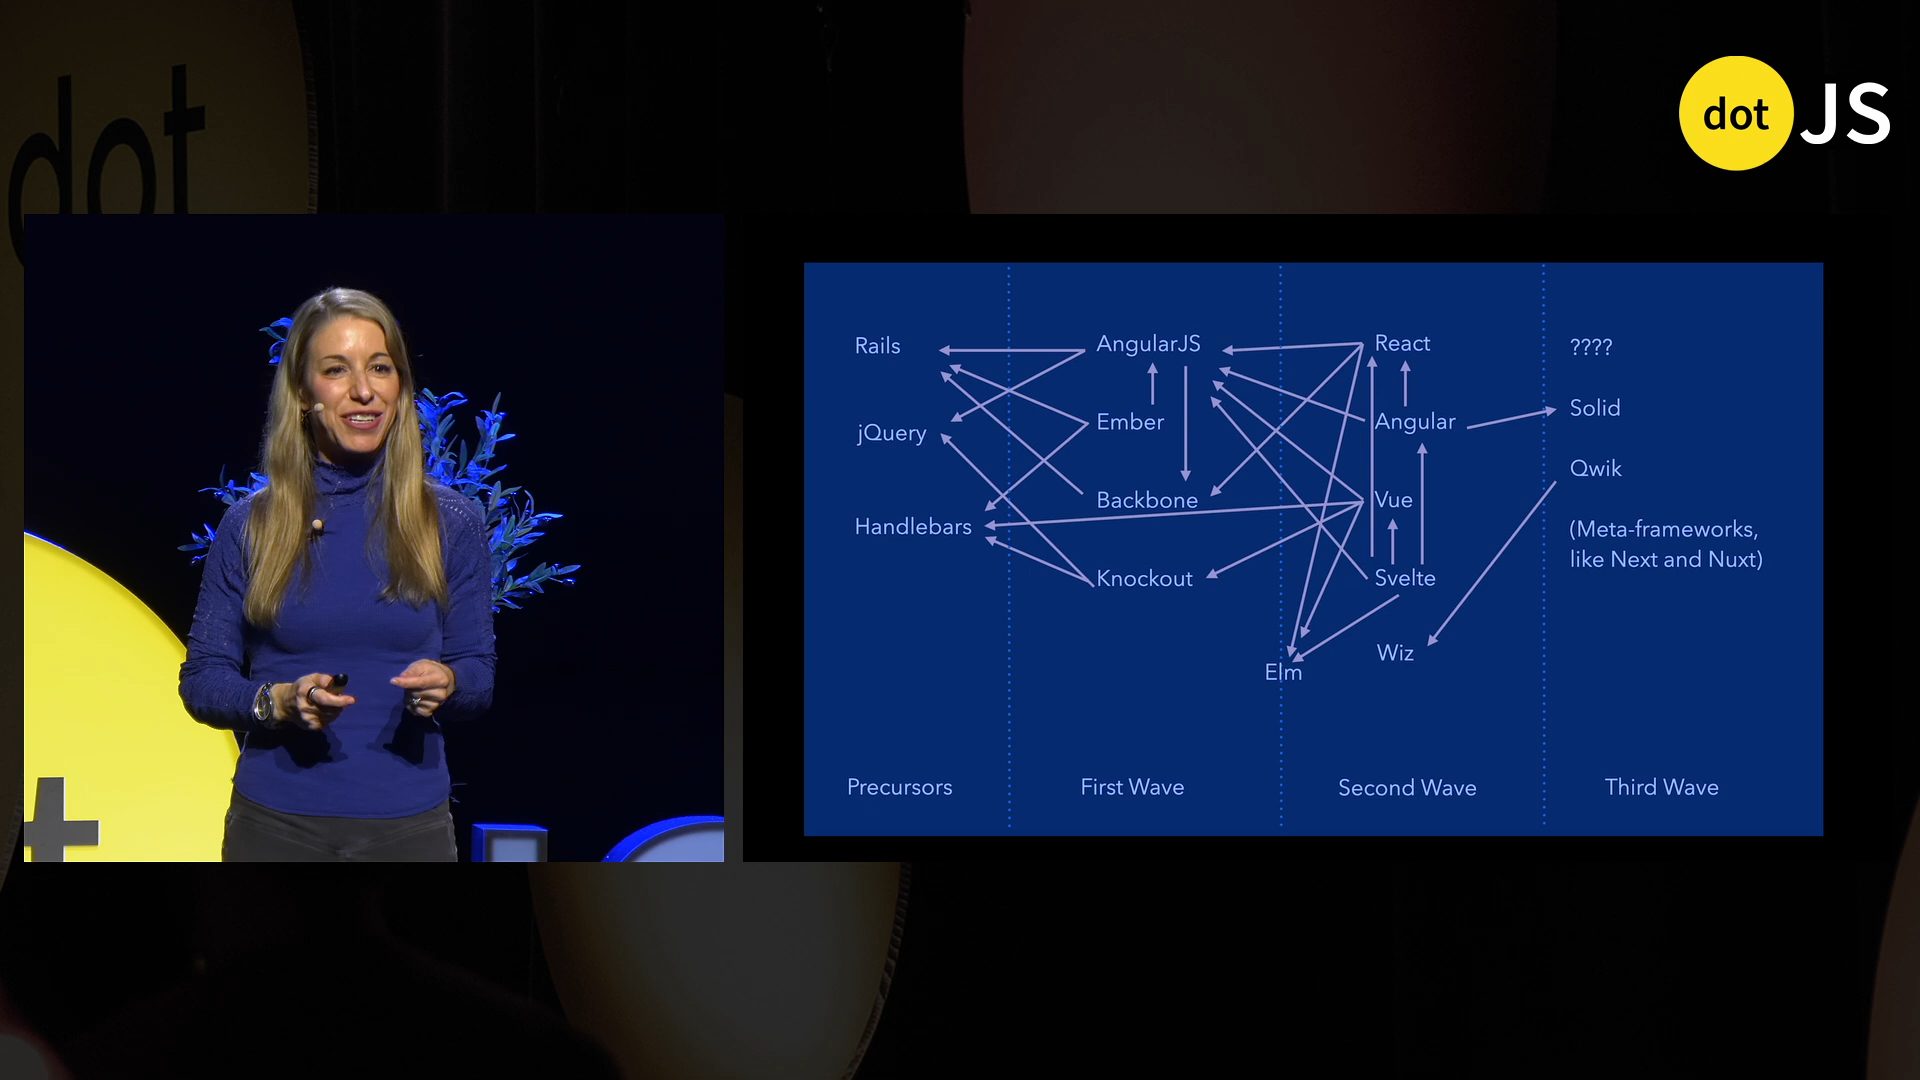 dot
dot JS
t
Rails
AngularJS
React
????
jQuery
Ember
Angular
Solid
Handlebars
Backbone
Vue
Qwik
Knockout
Svelte
(Meta-frameworks,
like Next and Nuxt)
Elm
Wiz
Precursors
First Wave
Second Wave
Third Wave